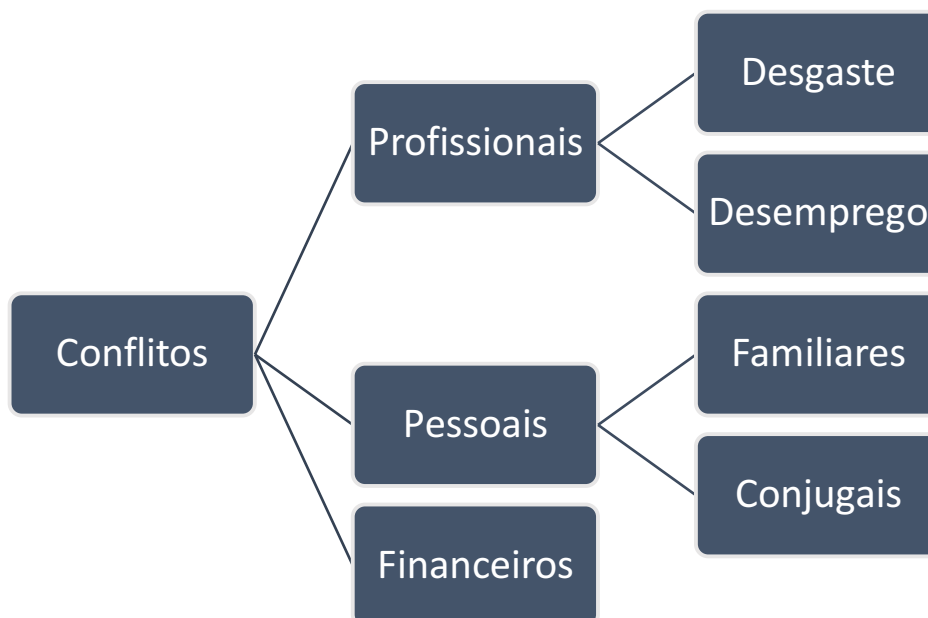 Desgaste
Profissionais
Desemprego
Conflitos
Familiares
Pessoais
Conjugais
Financeiros